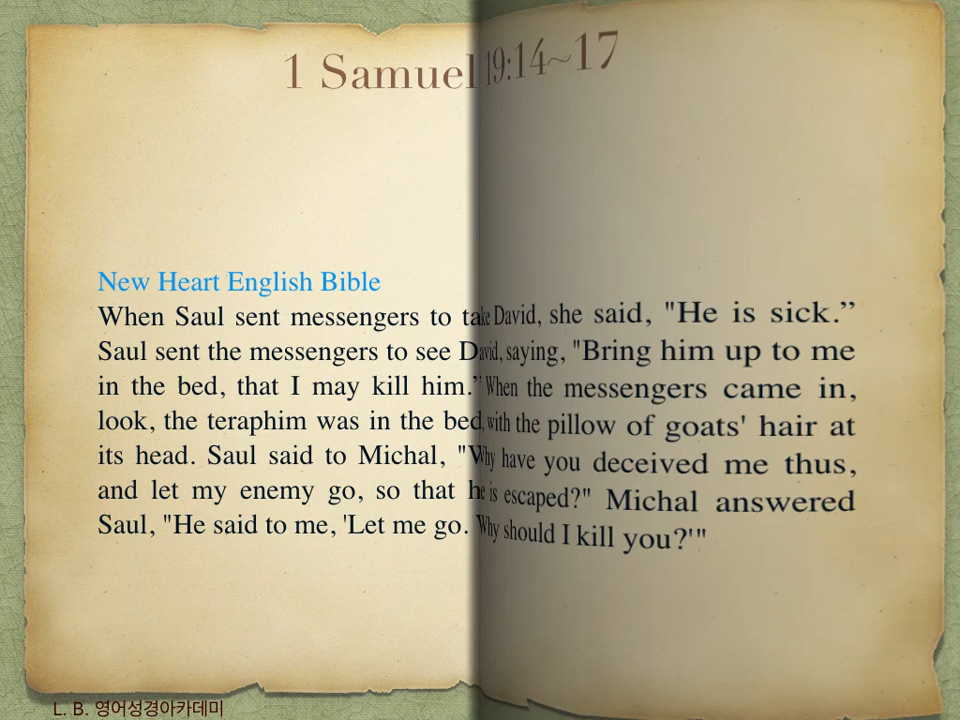 1 Samuel 19:14~17
New Heart English Bible
When Saul sent messengers to take David, she said, "He is sick.”
Saul sent the messengers to see David, saying, "Bring him up to me
in the bed, that I may kill him.” When the messengers came in,
look, the teraphim was in the bed, with the pillow of goats' hair at
its head. Saul said to Michal, "Why have you deceived me thus,
and let my enemy go, so that he is escaped?" Michal answered
Saul, "He said to me, 'Let me go. Why should I kill you?'"
L. B. 영어성경아카데미